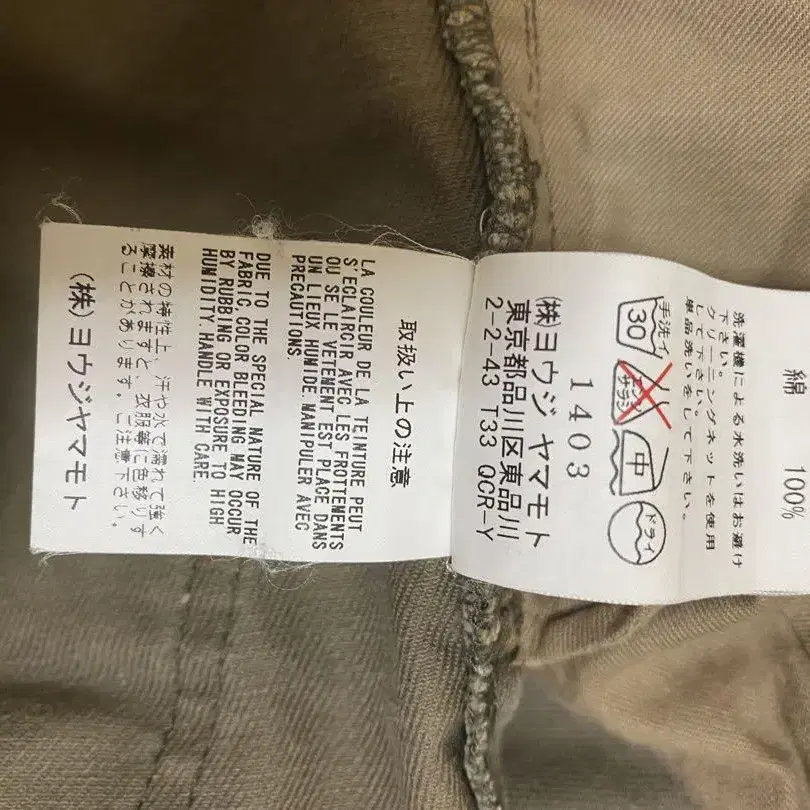 綿 100%
洗濯機による水洗いはお避け
下さい。
クリーニングネットを使用
して下さい。
単品洗いをして下さい。
手洗イ
30
エンソ
サラシ
中
ドライ
1403
㈱ヨウジ ヤマモト
東京都品川区東品川
2-2-43 T33 QCR-Y
取扱い上の注意
LA COULEUR DE LA TEINTURE PEUT
S'ECLAIRCIR AVEC LES FROTTEMENTS
OU SE LE VETEMENT EST PLACE DANS
UN LIEUX HUMIDE. MANIPULER AVEC
PRECAUTIONS.
DUE TO THE SPECIAL NATURE OF THE
FABRIC, COLOR BLEEDING MAY OCCUR
BY RUBBING OR EXPOSURE TO HIGH
HUMIDITY. HANDLE WITH CARE.
素材の特性上、汗や水で濡れて強く
摩擦されますと、衣服等に色移りす
ることがあります。ご注意下さい。
(株)ヨウジヤマモト